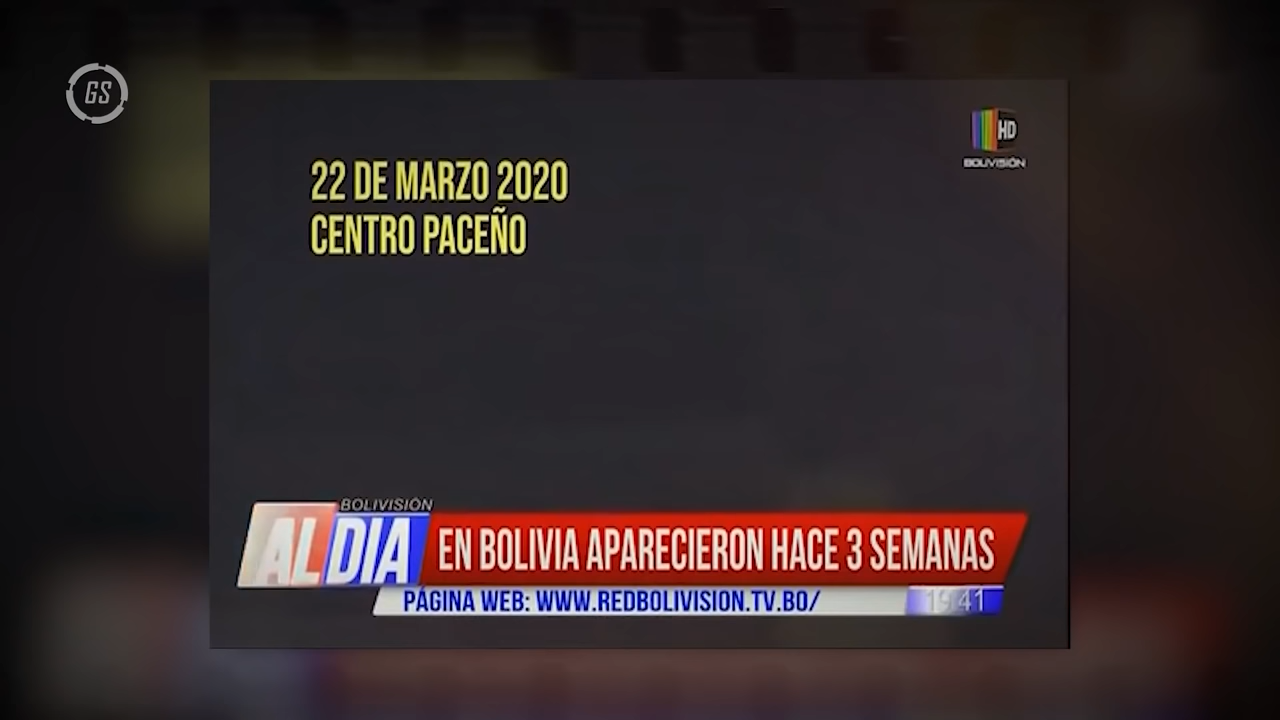 GS
HD
BOLIVISIÓN
22 DE MARZO 2020
CENTRO PACEÑO
BOLIVISIÓN
AL DIA
EN BOLIVIA APARECIERON HACE 3 SEMANAS
PÁGINA WEB: WWW.REDBOLIVISION.TV.BO/
19:41